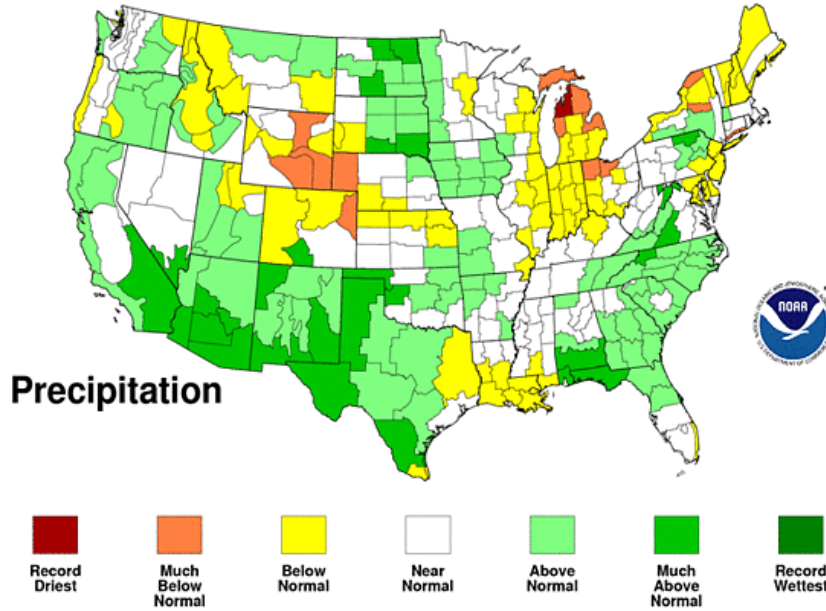 NOAA
Precipitation
Record
Driest
Much
Below
Normal
Below
Normal
Near
Normal
Above
Normal
Much
Above
Normal
Record
Wettest